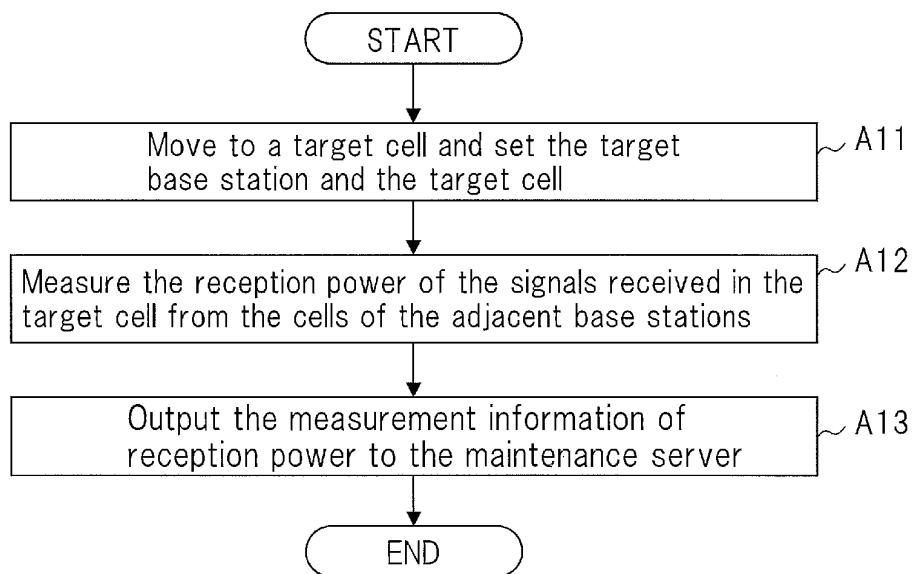 START
Move to a target cell and set the target
base station and the target cell
A11
Measure the reception power of the signals received in the
target cell from the cells of the adjacent base stations
A12
Output the measurement information of
reception power to the maintenance server
A13
END